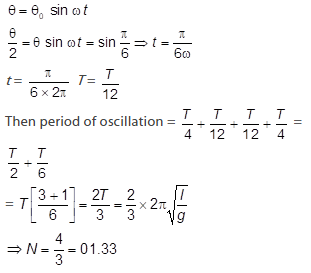 θ = θ₀ sin ωt
θ/2 = θ sin ωt = sin π/6 ⇒ t = π/6ω
t = π/(6 × 2π) T = T/12
Then period of oscillation = T/4 + T/12 + T/12 + T/4 =
T/2 + T/6
= T[(3 + 1)/6] = 2T/3 = 2/3 × 2π√(l/g)
⇒ N = 4/3 = 01.33